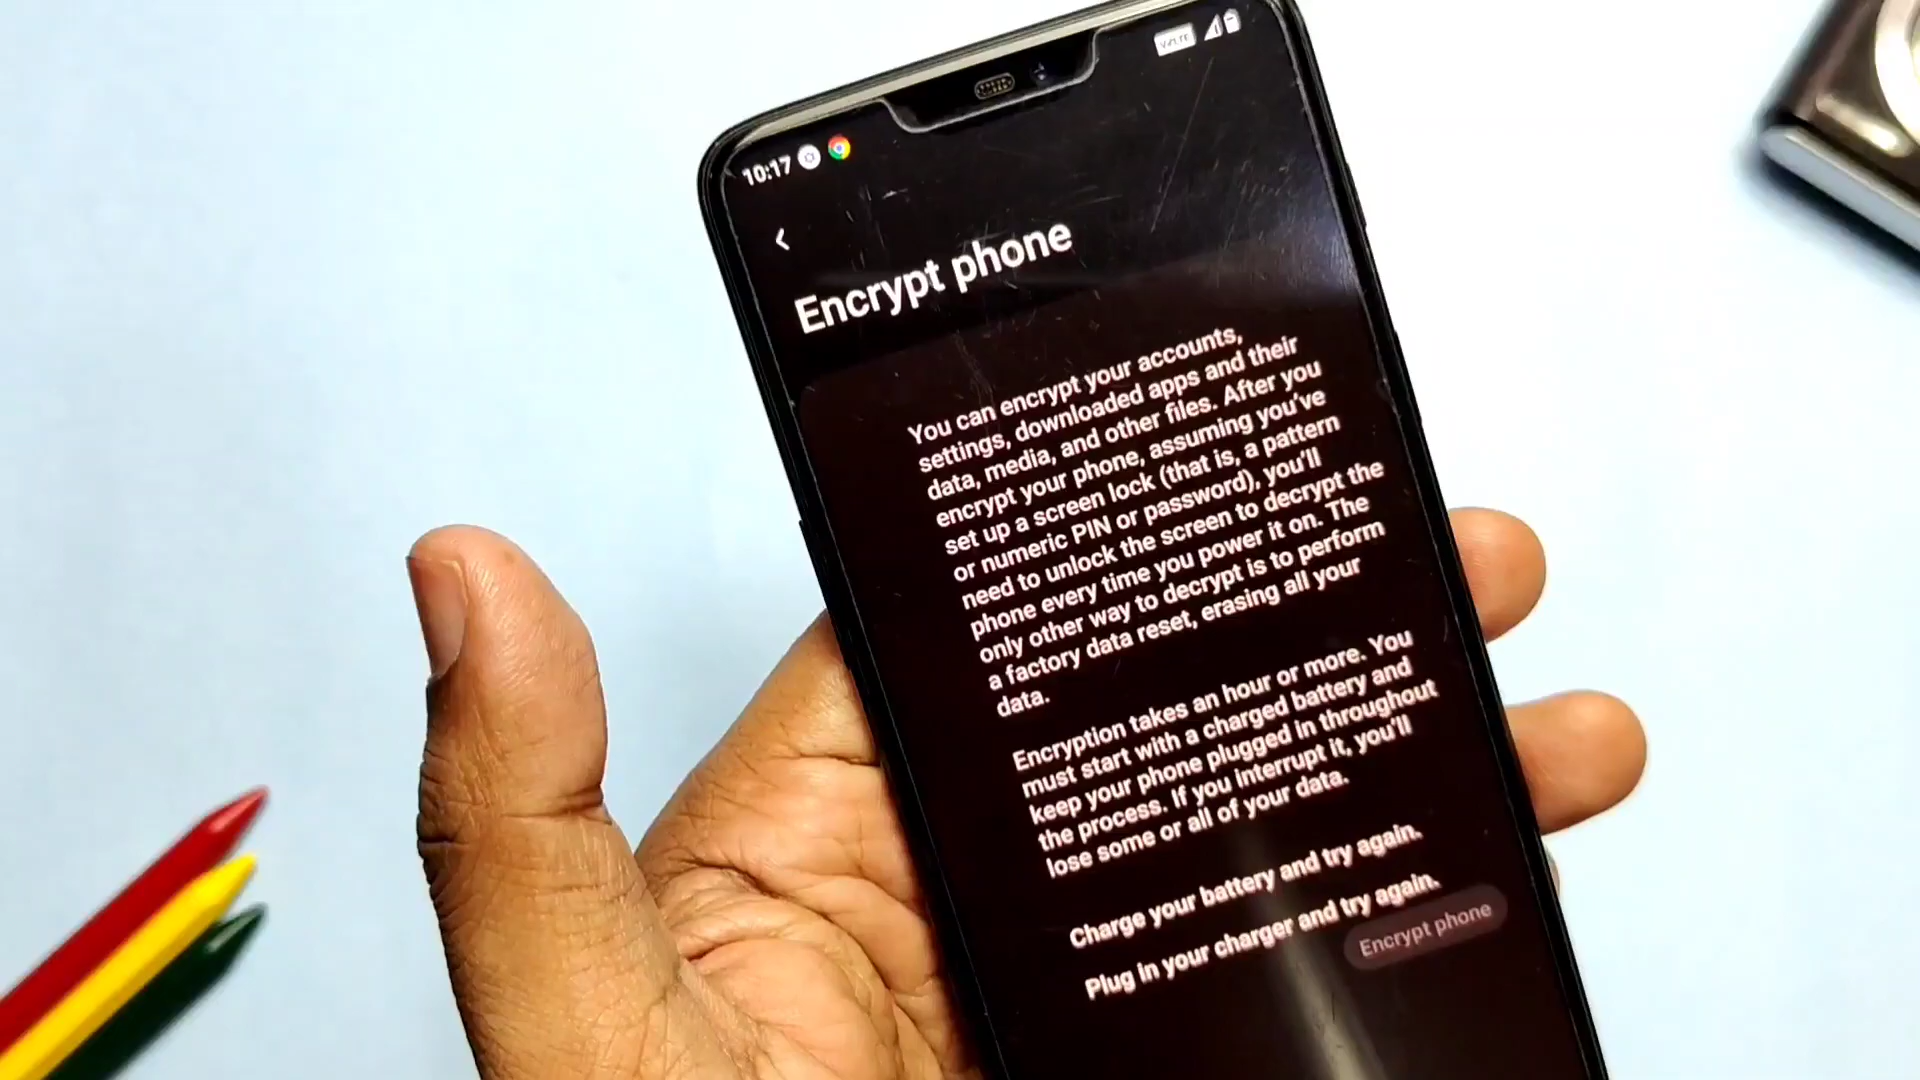 VoLTE
10:17
Encrypt phone
You can encrypt your accounts,
settings, downloaded apps and their
data, media, and other files. After you
encrypt your phone, assuming you've
set up a screen lock (that is, a pattern
or numeric PIN or password), you'll
need to unlock the screen to decrypt the
phone every time you power it on. The
only other way to decrypt is to perform
a factory data reset, erasing all your
data.
Encryption takes an hour or more. You
must start with a charged battery and
keep your phone plugged in throughout
the process. If you interrupt it, you'll
lose some or all of your data.
Charge your battery and try again.
Plug in your charger and try again.
Encrypt phone